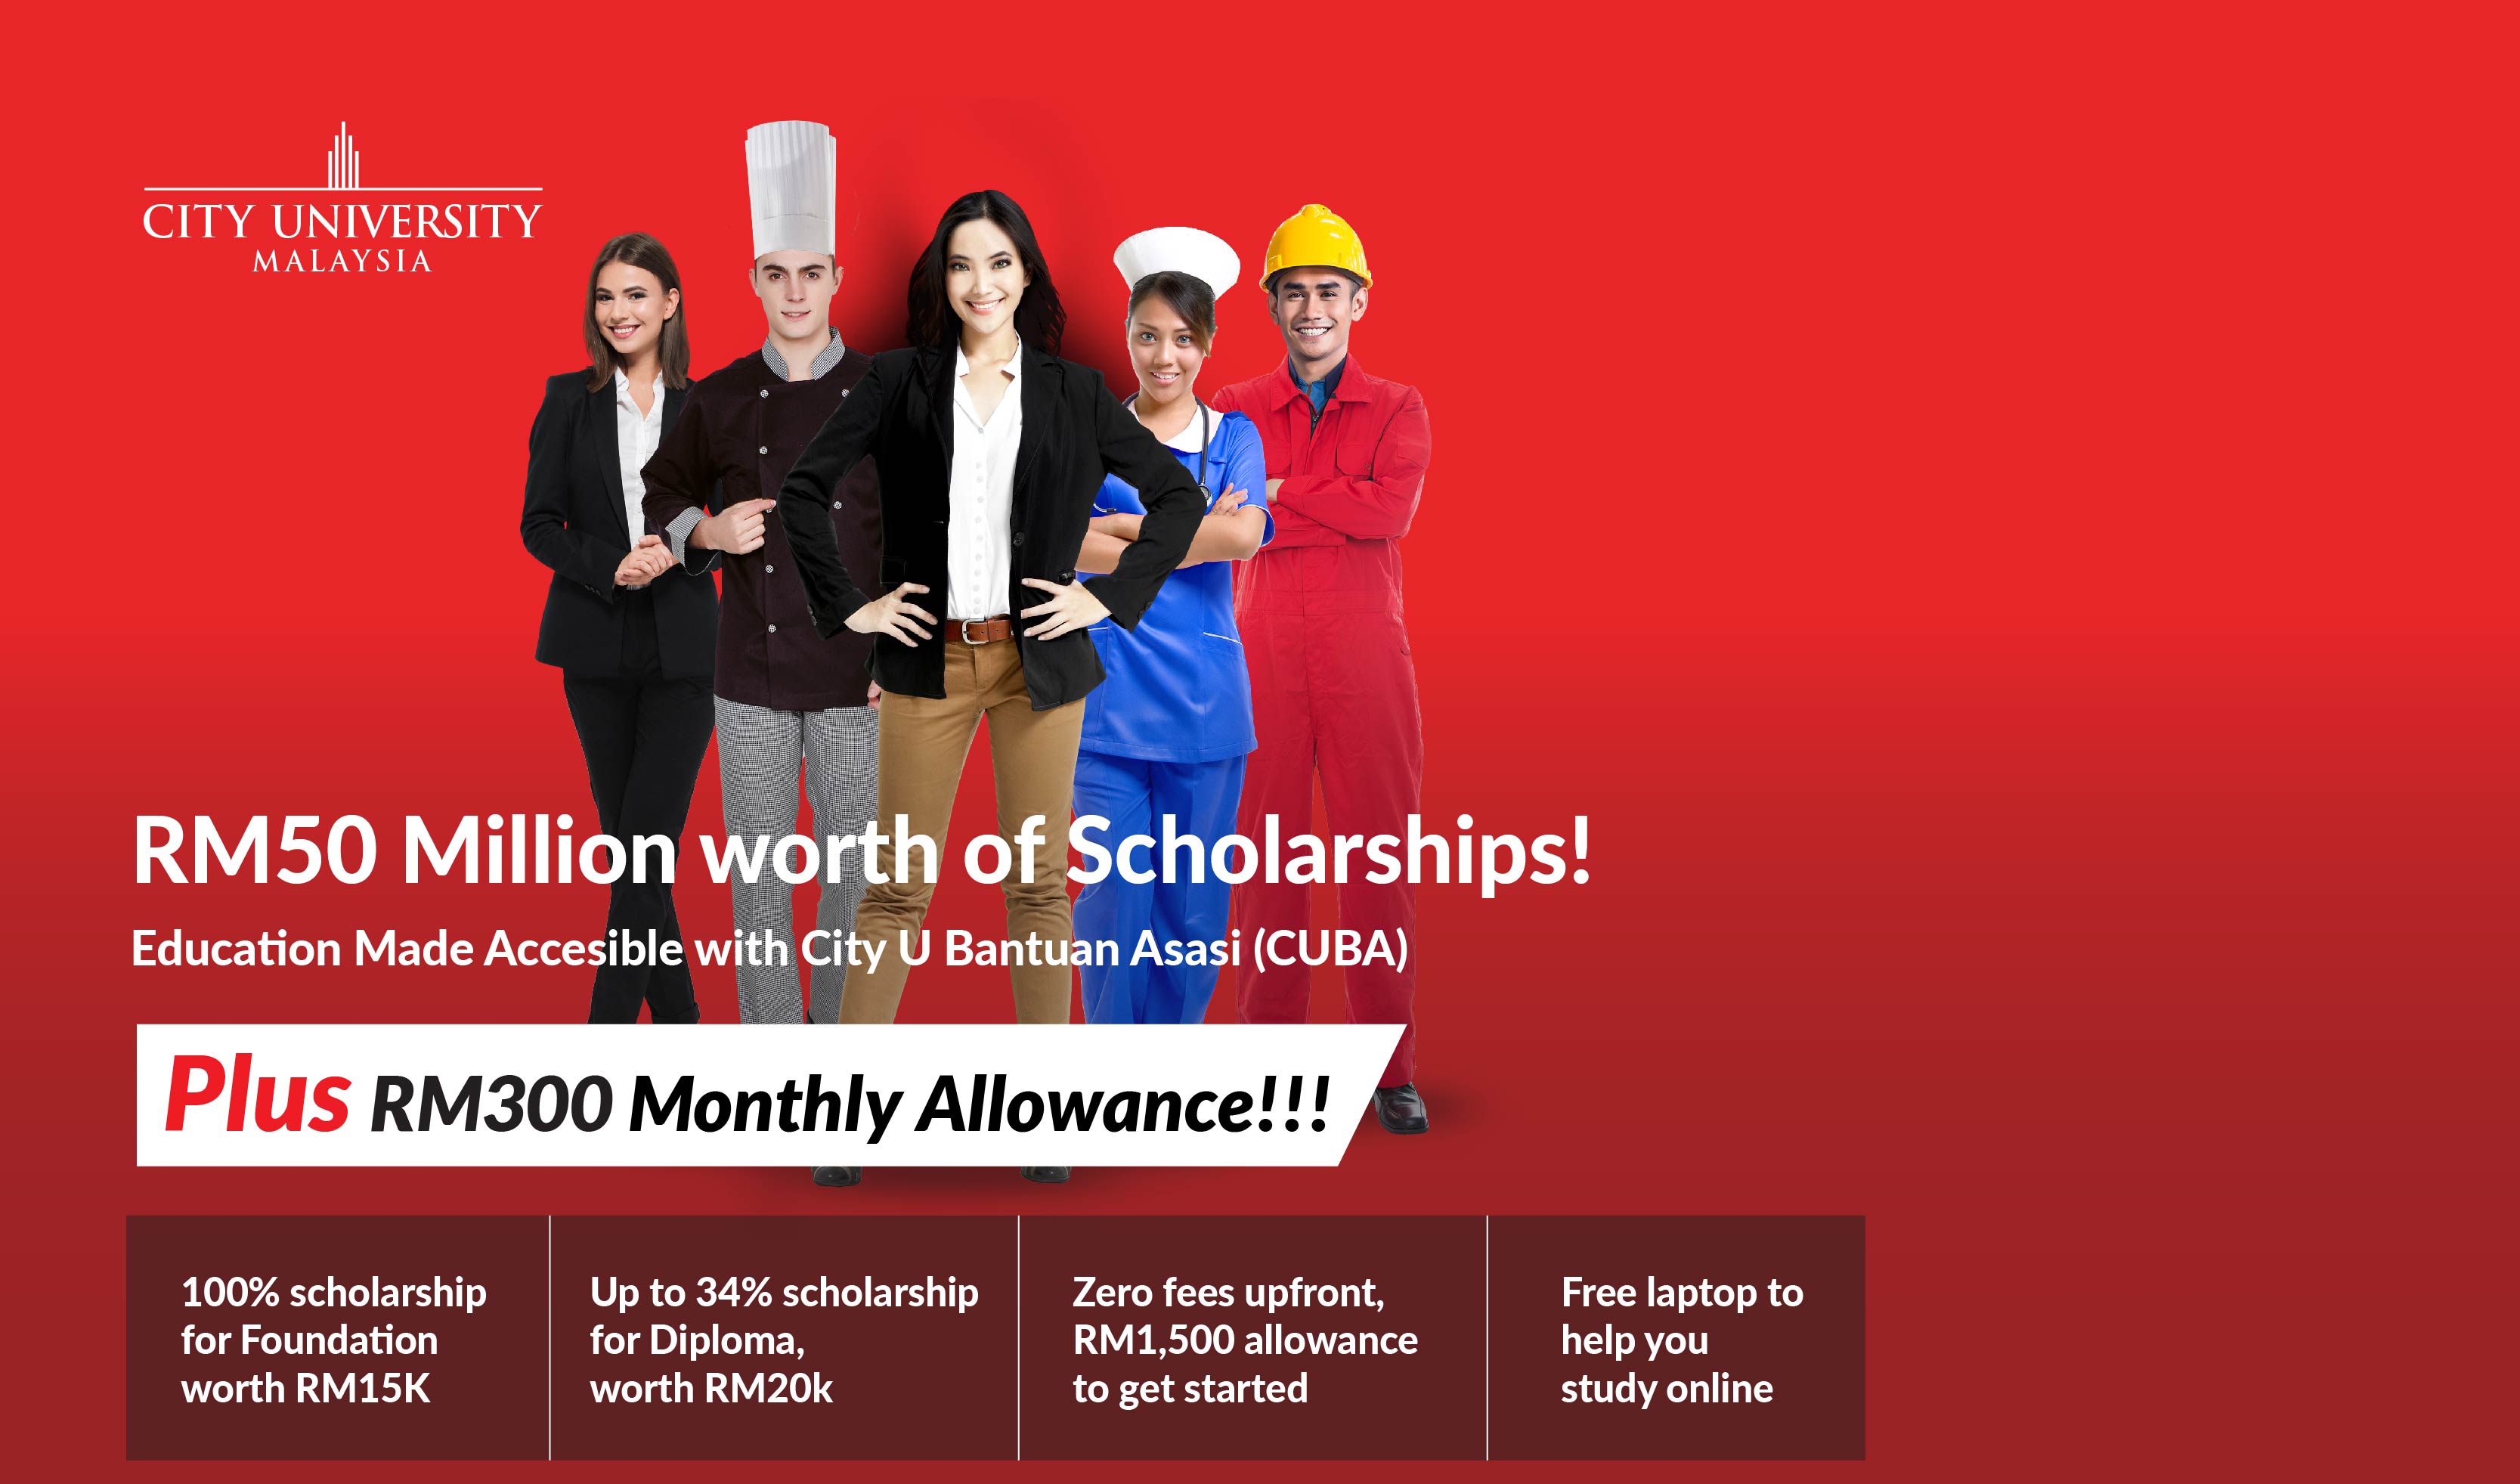 CITY UNIVERSITY
MALAYSIA
RM50 Million worth of Scholarships!
Education Made Accesible with City U Bantuan Asasi (CUBA)
Plus RM300 Monthly Allowance!!!
100% scholarship
for Foundation
worth RM15K
Up to 34% scholarship
for Diploma,
worth RM20k
Zero fees upfront,
RM1,500 allowance
to get started
Free laptop to
help you
study online